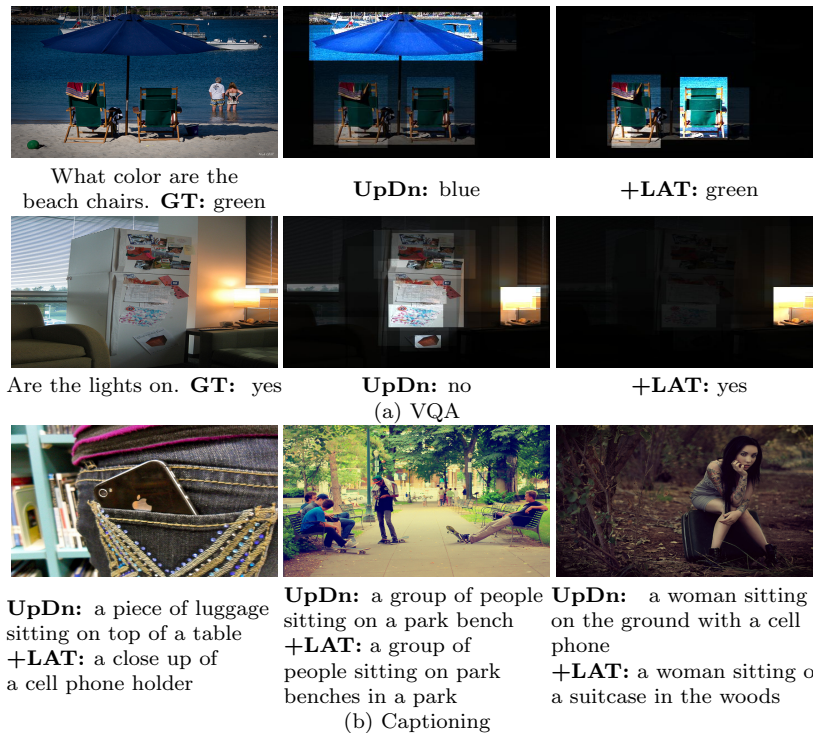 What color are the
beach chairs. GT: green
UpDn: blue
+LAT: green
Are the lights on. GT: yes
UpDn: no
+LAT: yes
(a) VQA
UpDn: a piece of luggage
sitting on top of a table
+LAT: a close up of
a cell phone holder
UpDn: a group of people
sitting on a park bench
+LAT: a group of
people sitting on park
benches in a park
UpDn: a woman sitting
on the ground with a cell
phone
+LAT: a woman sitting o
a suitcase in the woods
(b) Captioning